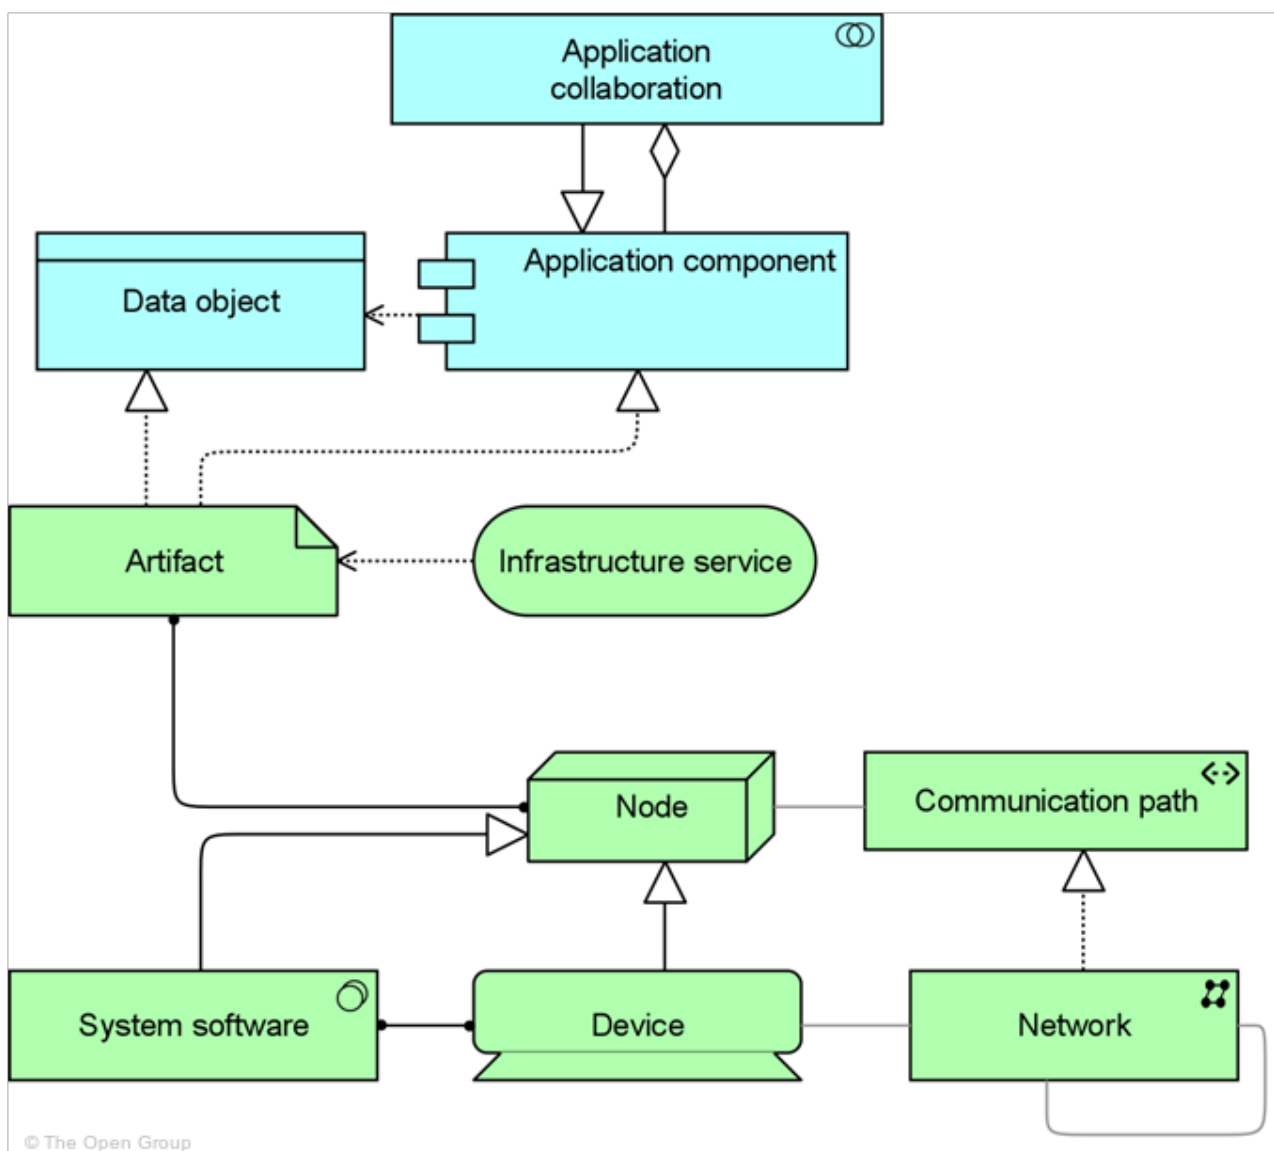 Application
collaboration
Data object
Application component
Artifact
Infrastructure service
Node
Communication path
System software
Device
Network
© The Open Group